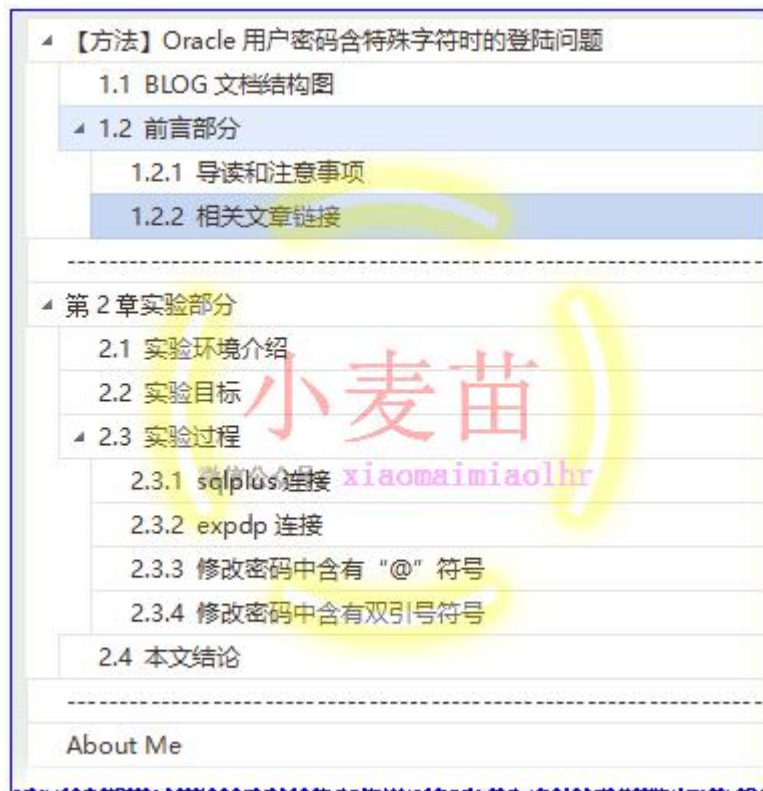 【方法】Oracle 用户密码含特殊字符时的登陆问题
1.1 BLOG 文档结构图
1.2 前言部分
1.2.1 导读和注意事项
1.2.2 相关文章链接
第 2 章实验部分
2.1 实验环境介绍
2.2 实验目标
小麦苗
2.3 实验过程
微信公众号：xiaomaimiaolhr
2.3.1 sqlplus 连接
2.3.2 expdp 连接
2.3.3 修改密码中含有“@”符号
2.3.4 修改密码中含有双引号符号
2.4 本文结论
About Me